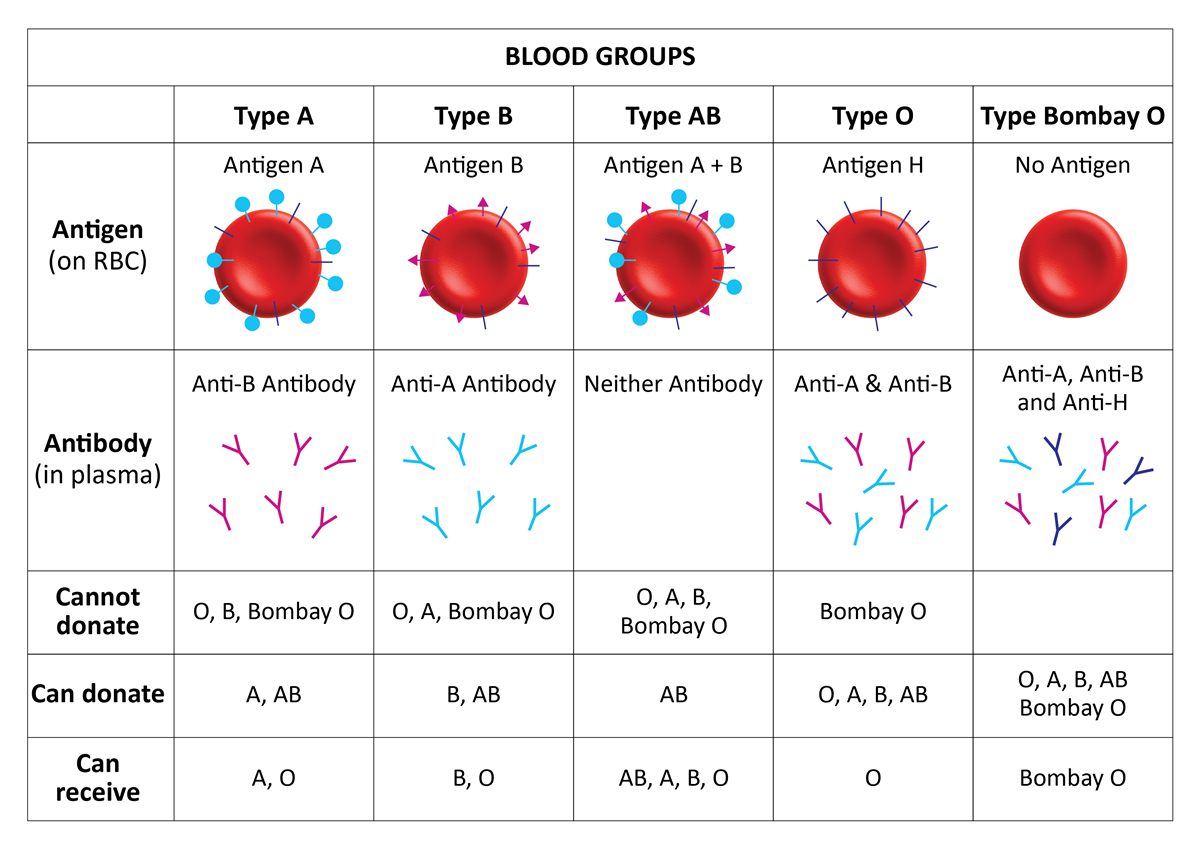 BLOOD GROUPS
Type A
Type B
Type AB
Type O
Type Bombay O
Antigen
(on RBC)
Antigen A
Antigen B
Antigen A + B
Antigen H
No Antigen
Antibody
(in plasma)
Anti-B Antibody
Anti-A Antibody
Neither Antibody
Anti-A & Anti-B
Anti-A, Anti-B
and Anti-H
Cannot
donate
O, B, Bombay O
O, A, Bombay O
O, A, B,
Bombay O
Bombay O
Can donate
A, AB
B, AB
AB
O, A, B, AB
O, A, B, AB
Bombay O
Can
receive
A, O
B, O
AB, A, B, O
O
Bombay O